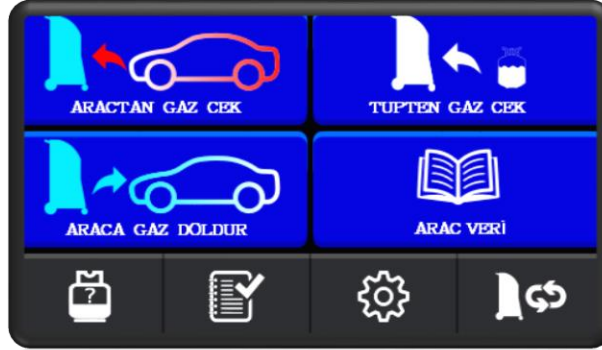 ARACTAN GAZ CEK
TUPTEN GAZ CEK
ARACA GAZ DOLDUR
ARAC VERİ
?